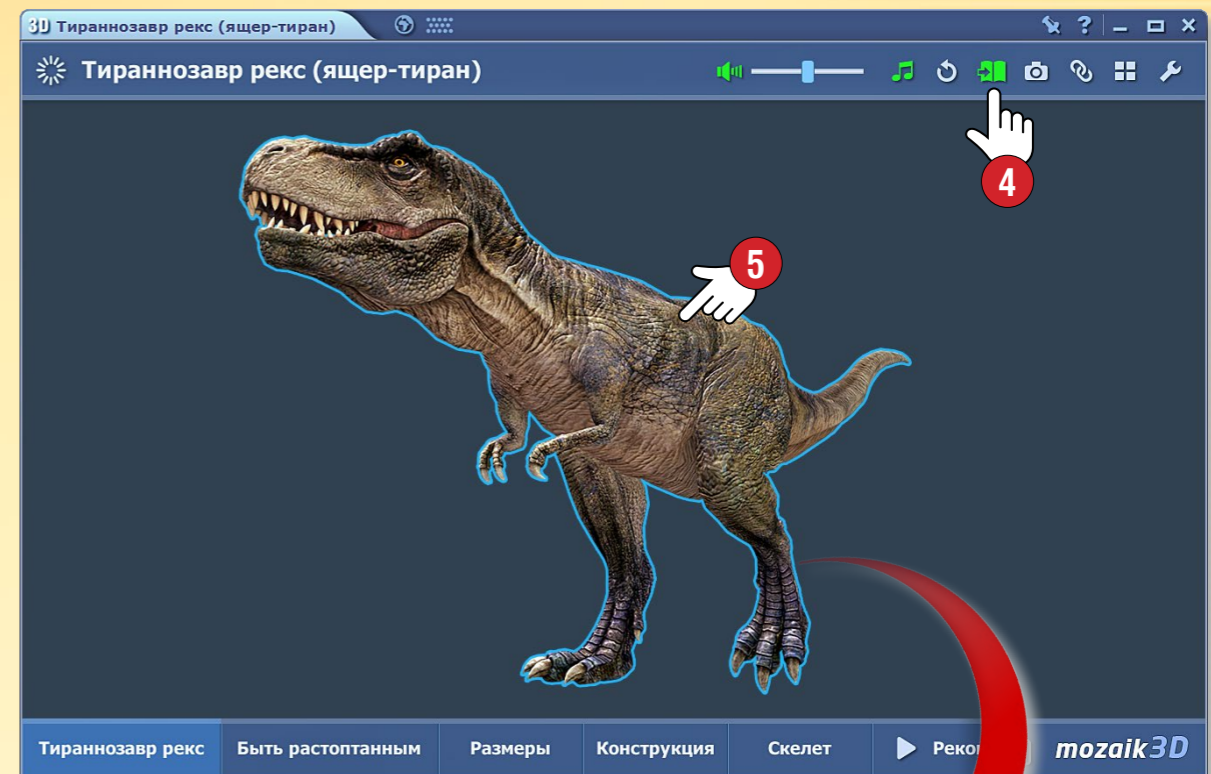 3D Тираннозавр рекс (ящер-тиран)
Тираннозавр рекс (ящер-тиран)
4
5
Тираннозавр рекс Быть растоптанным Размеры Конструкция Скелет mozaik3D